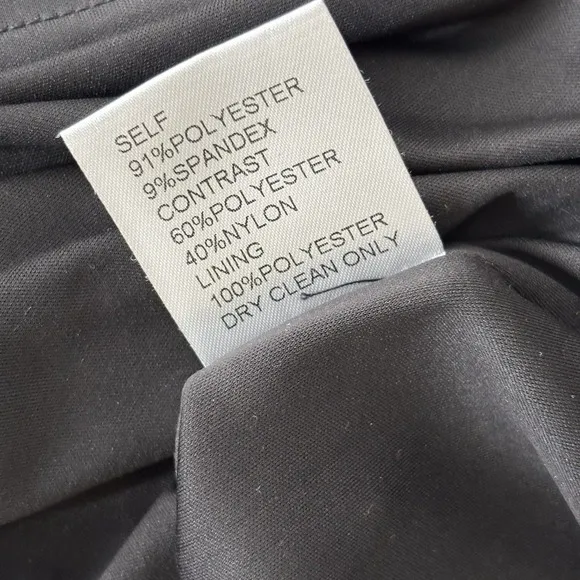 SELF
91%POLYESTER
9%SPANDEX
CONTRAST
60%POLYESTER
40%NYLON
LINING
100%POLYESTER
DRY CLEAN ONLY